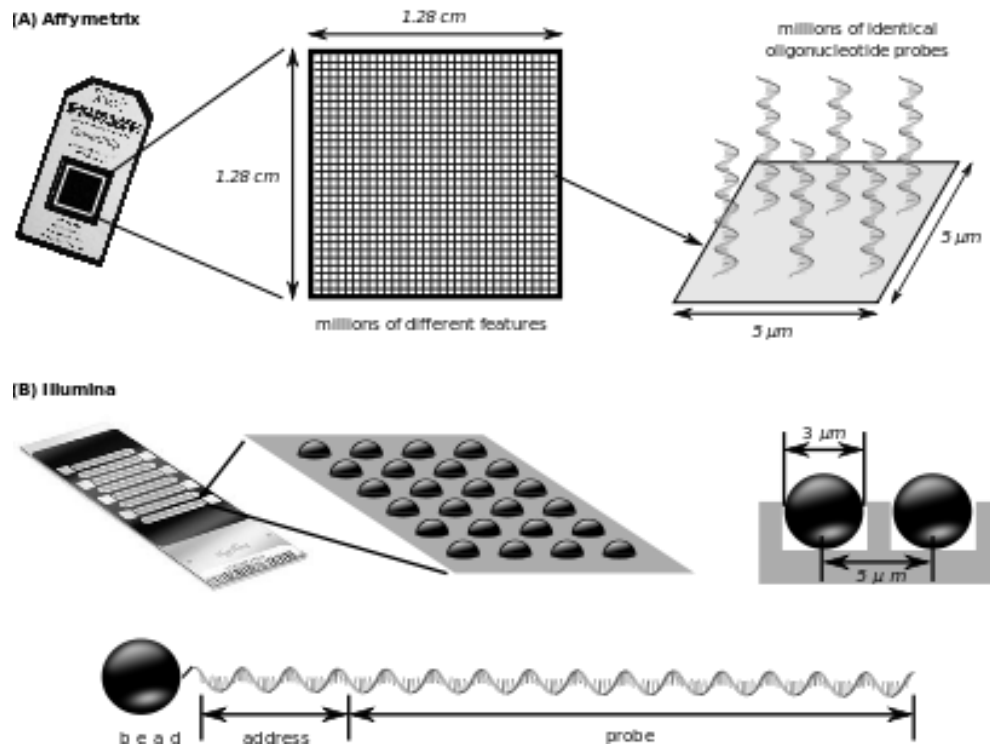 (A) Affymetrix
1.28 cm
millions of identical
oligonucleotide probes
1.28 cm
5 μm
millions of different features
5 μm
(B) Illumina
3 μm
5 μ m
b e a d
address
probe